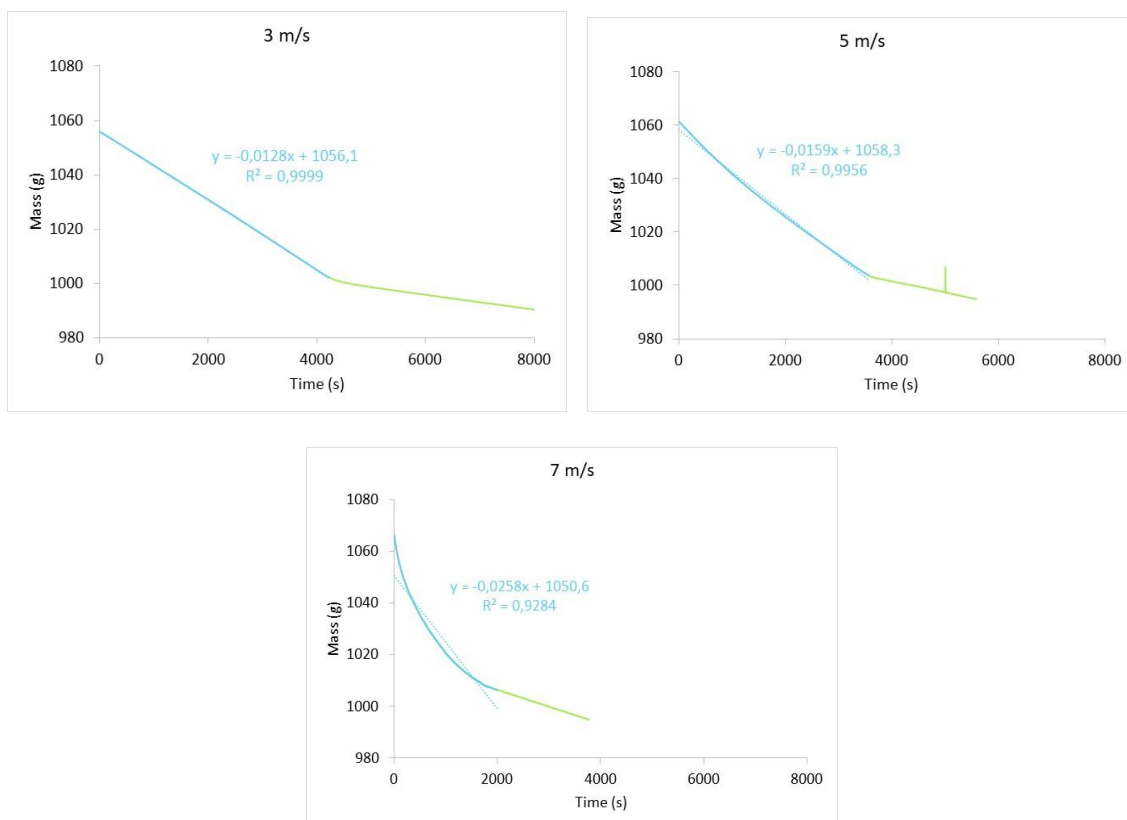 3 m/s
1080
1060
1040
1020
1000
980
y = -0,0128x + 1056,1
R² = 0,9999
Mass (g)
0 2000 4000 6000 8000
Time (s)
5 m/s
1080
1060
1040
1020
1000
980
y = -0,0159x + 1058,3
R² = 0,9956
Mass (g)
0 2000 4000 6000 8000
Time (s)
7 m/s
1080
1060
1040
1020
1000
980
y = -0,0258x + 1050,6
R² = 0,9284
Mass (g)
0 2000 4000 6000 8000
Time (s)